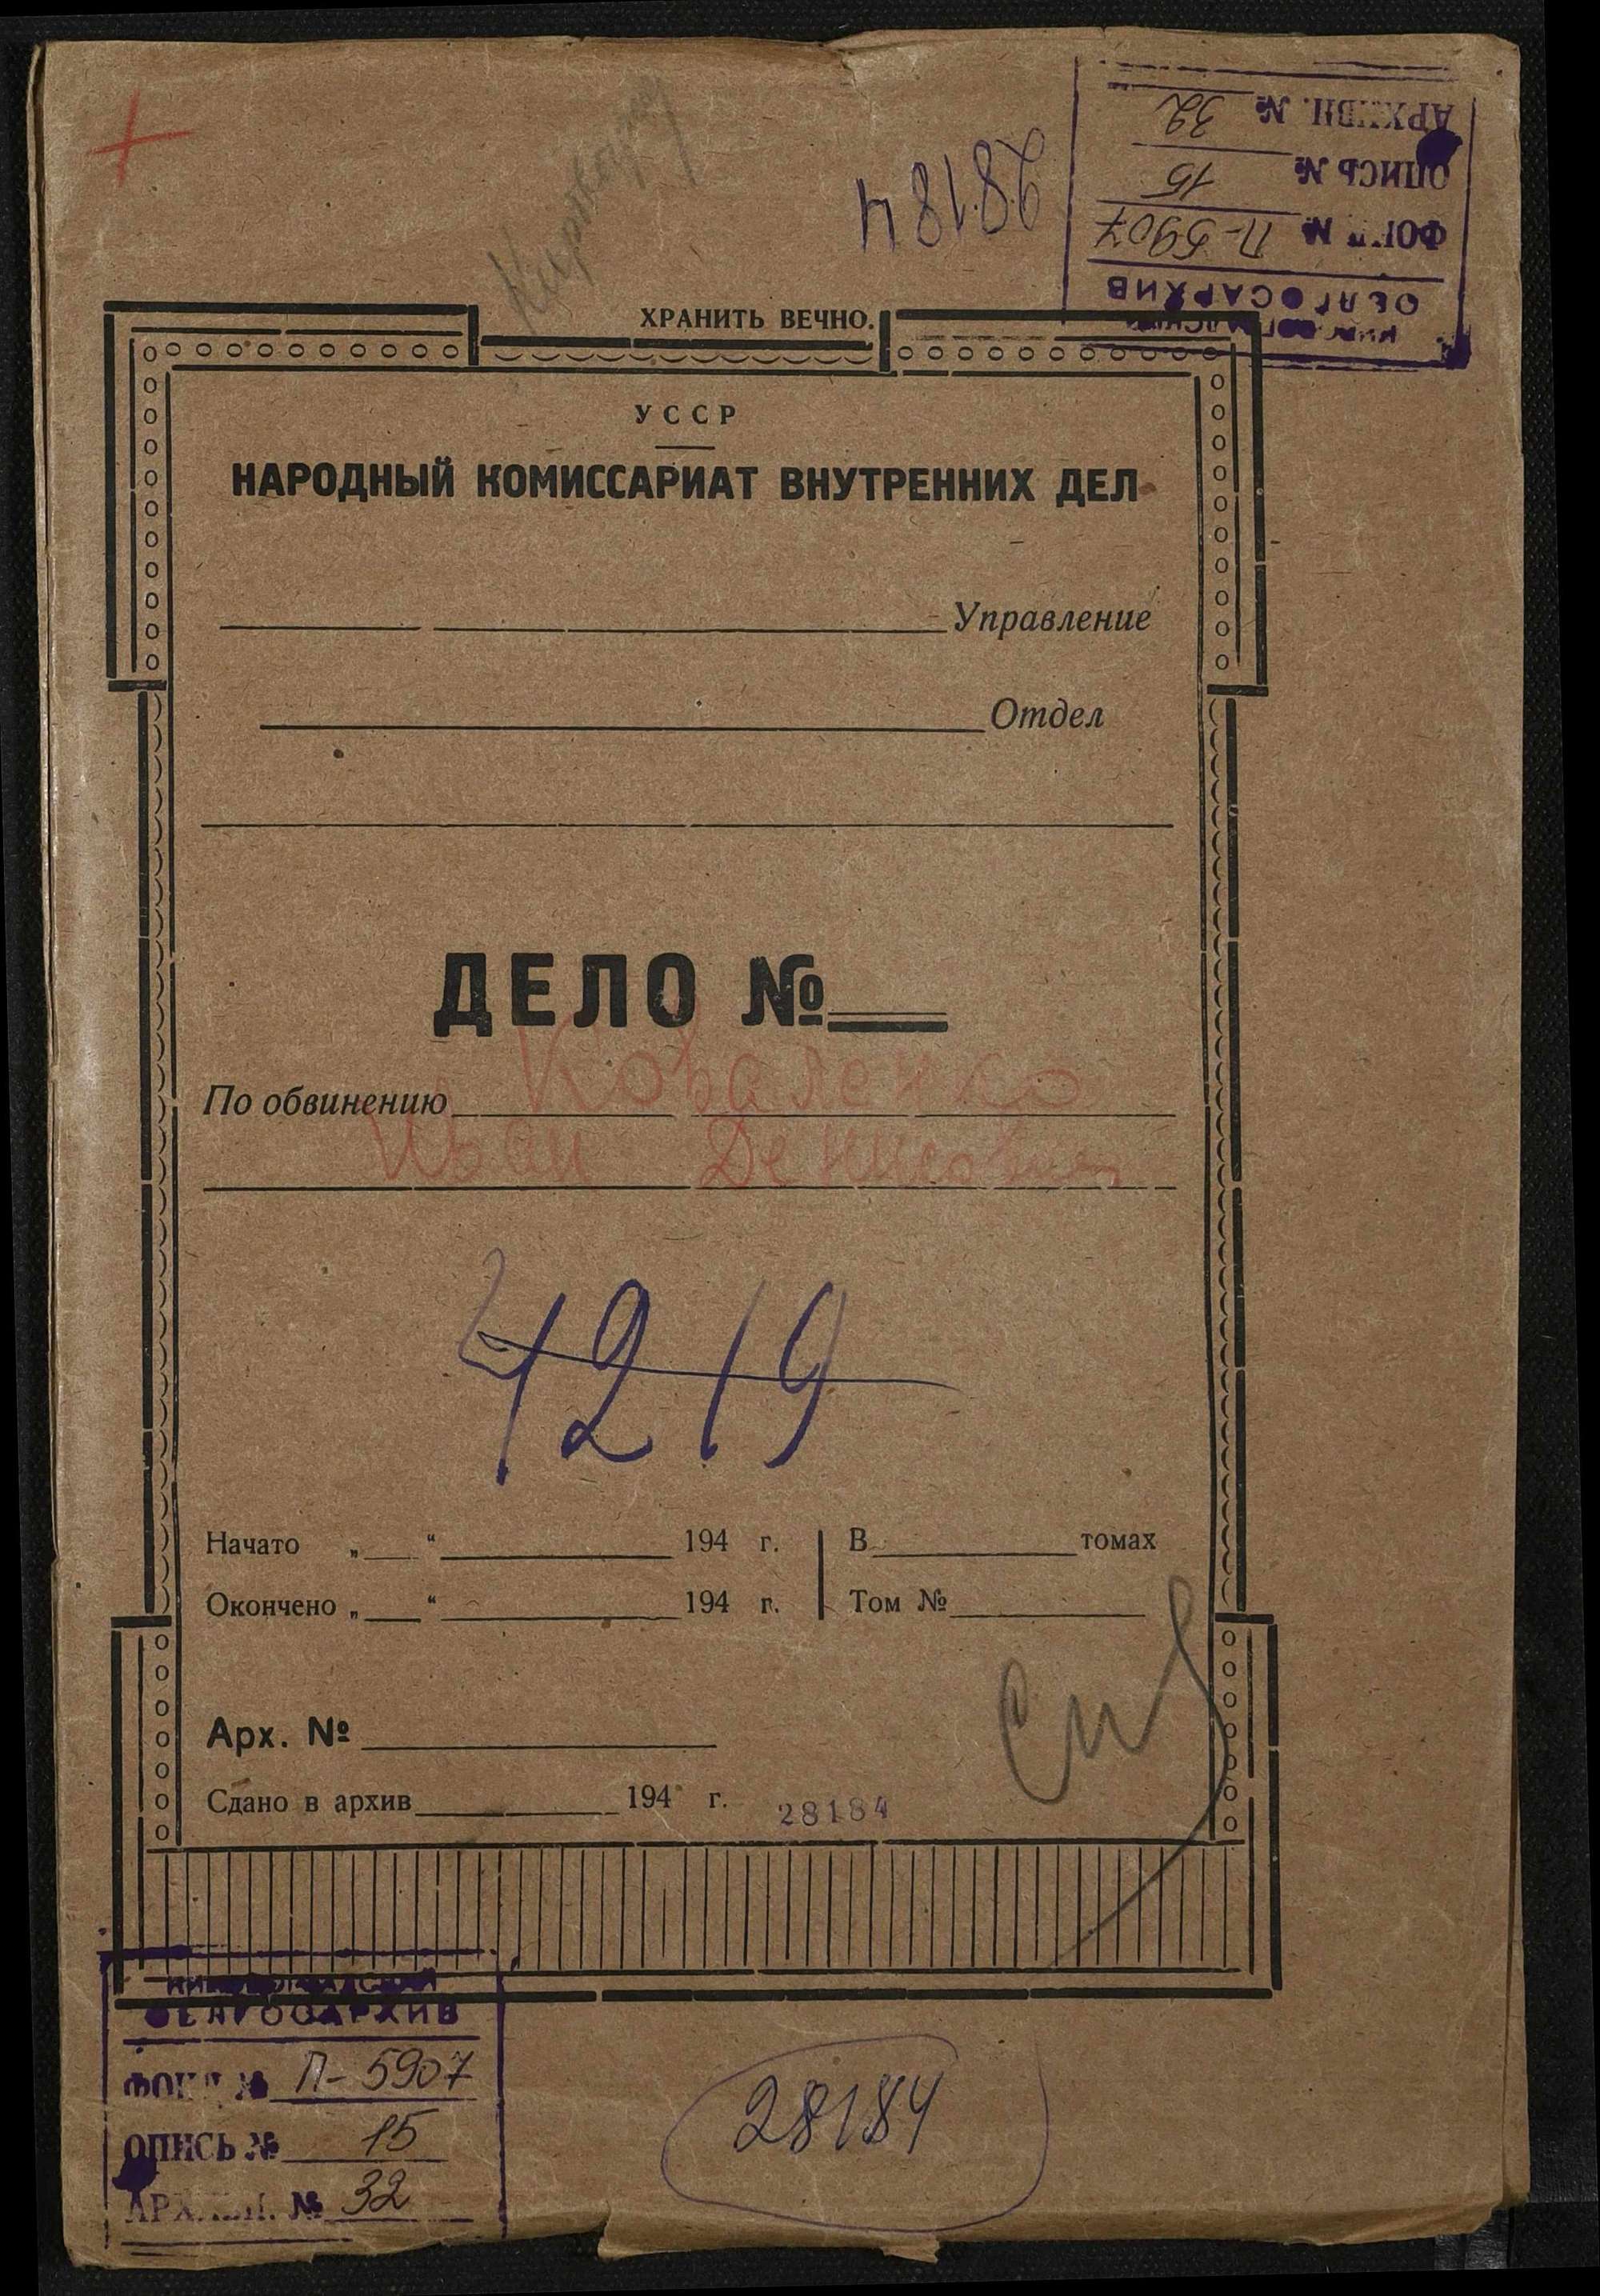 28184
АРХИВН. № 32
ОПИСЬ № 15
ФОНД № П-5907
ОБЛГОСАРХИВ
ХРАНИТЬ ВЕЧНО.
УССР
НАРОДНЫЙ КОМИССАРИАТ ВНУТРЕННИХ ДЕЛ
Управление
Отдел
ДЕЛО №
По обвинению Коваленко
Иван Денисович
4219
Начато „ “ 194 г. В томах
Окончено „ “ 194 г. Том №
Арх. №
Сдано в архив 194 г. 28184
ОБЛГОСАРХИВ
ФОНД № П-5907
ОПИСЬ № 15
АРХИВН. № 32
28184